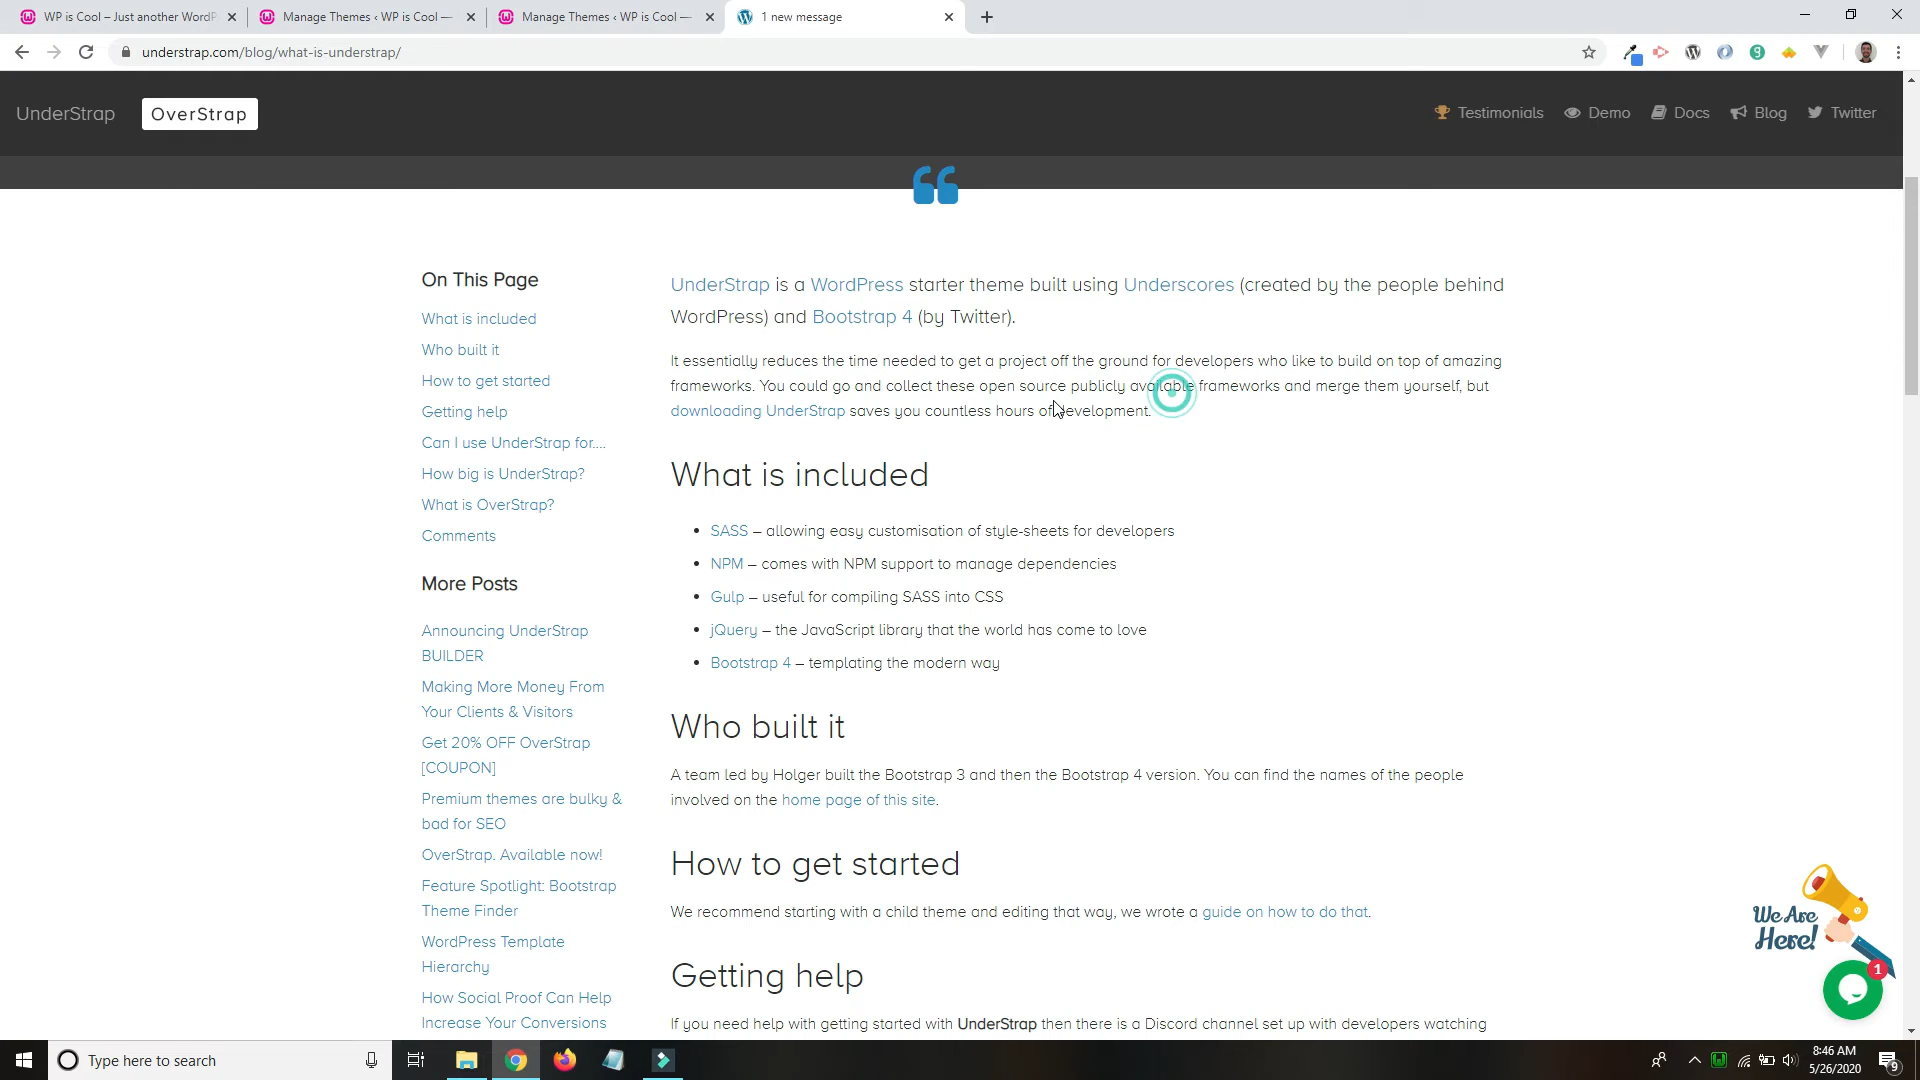 WP is Cool – Just another WordP
Manage Themes ‹ WP is Cool —
Manage Themes ‹ WP is Cool —
1 new message
understrap.com/blog/what-is-understrap/
UnderStrap
OverStrap
Testimonials
Demo
Docs
Blog
Twitter
On This Page
What is included
Who built it
How to get started
Getting help
Can I use UnderStrap for....
How big is UnderStrap?
What is OverStrap?
Comments
More Posts
Announcing UnderStrap
BUILDER
Making More Money From
Your Clients & Visitors
Get 20% OFF OverStrap
[COUPON]
Premium themes are bulky &
bad for SEO
OverStrap. Available now!
Feature Spotlight: Bootstrap
Theme Finder
WordPress Template
Hierarchy
How Social Proof Can Help
Increase Your Conversions
UnderStrap is a WordPress starter theme built using Underscores (created by the people behind
WordPress) and Bootstrap 4 (by Twitter).
It essentially reduces the time needed to get a project off the ground for developers who like to build on top of amazing
frameworks. You could go and collect these open source publicly available frameworks and merge them yourself, but
downloading UnderStrap saves you countless hours of development.
What is included
• SASS – allowing easy customisation of style-sheets for developers
• NPM – comes with NPM support to manage dependencies
• Gulp – useful for compiling SASS into CSS
• jQuery – the JavaScript library that the world has come to love
• Bootstrap 4 – templating the modern way
Who built it
A team led by Holger built the Bootstrap 3 and then the Bootstrap 4 version. You can find the names of the people
involved on the home page of this site.
How to get started
We recommend starting with a child theme and editing that way, we wrote a guide on how to do that.
Getting help
If you need help with getting started with UnderStrap then there is a Discord channel set up with developers watching
We Are
Here!
1
Type here to search
8:46 AM
5/26/2020
9